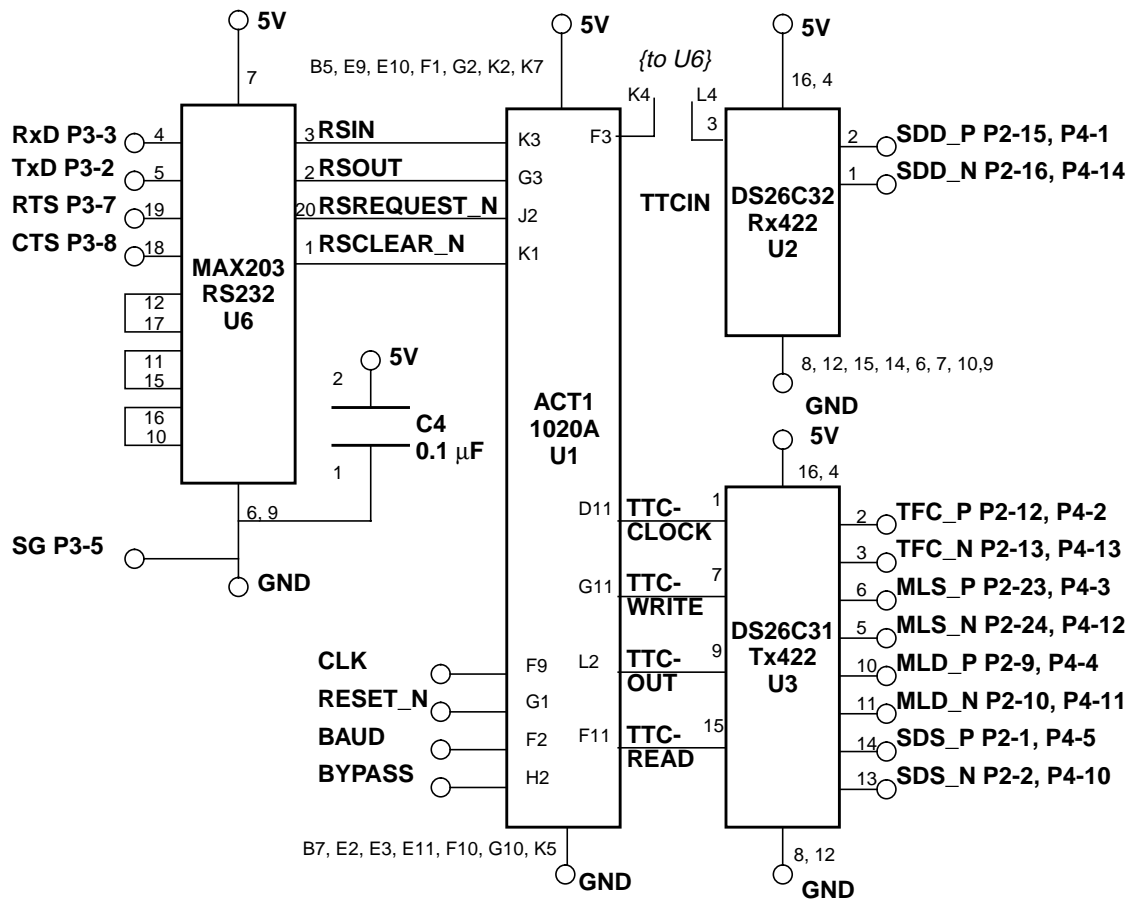 5V
7
RxD P3-3
4
TxD P3-2
5
RTS P3-7
19
CTS P3-8
18
12
17
11
15
16
10
MAX203
RS232
U6
3 RSIN
2 RSOUT
20 RSREQUEST_N
1 RSCLEAR_N
6, 9
SG P3-5
GND
5V
2
C4
0.1 μF
1
5V
B5, E9, E10, F1, G2, K2, K7
K3
G3
J2
K1
F3
K4
{to U6}
L4
3
TTCIN
ACT1
1020A
U1
D11
TTC-
CLOCK
1
G11
TTC-
WRITE
7
L2
TTC-
OUT
9
F11
TTC-
READ
15
CLK
F9
RESET_N
G1
BAUD
F2
BYPASS
H2
B7, E2, E3, E11, F10, G10, K5
GND
5V
16, 4
DS26C32
Rx422
U2
2
SDD_P P2-15, P4-1
1
SDD_N P2-16, P4-14
8, 12, 15, 14, 6, 7, 10,9
GND
5V
16, 4
DS26C31
Tx422
U3
2
TFC_P P2-12, P4-2
3
TFC_N P2-13, P4-13
6
MLS_P P2-23, P4-3
5
MLS_N P2-24, P4-12
10
MLD_P P2-9, P4-4
11
MLD_N P2-10, P4-11
14
SDS_P P2-1, P4-5
13
SDS_N P2-2, P4-10
8, 12
GND